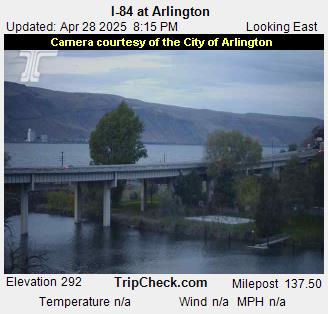 I-84 at Arlington
Updated: Apr 28 2025 8:15 PM Looking East
Camera courtesy of the City of Arlington
Elevation 292 TripCheck.com Milepost 137.50
Temperature n/a Wind n/a MPH n/a